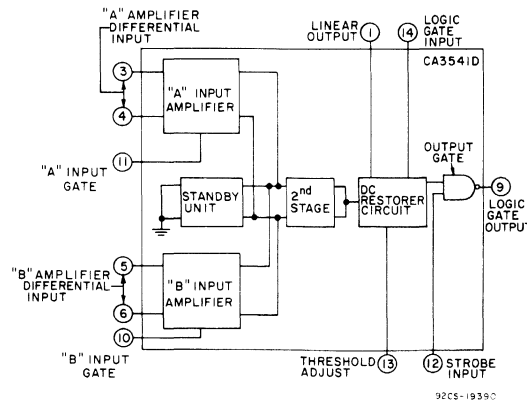 "A" AMPLIFIER
DIFFERENTIAL
INPUT
LINEAR
OUTPUT
1
14
LOGIC
GATE
INPUT
CA3541D
3
4
"A" INPUT
AMPLIFIER
11
"A" INPUT
GATE
STANDBY
UNIT
2nd
STAGE
DC
RESTORER
CIRCUIT
OUTPUT
GATE
9
LOGIC
GATE
OUTPUT
5
"B" AMPLIFIER
DIFFERENTIAL
INPUT
6
"B" INPUT
AMPLIFIER
10
"B" INPUT
GATE
THRESHOLD
ADJUST
13
12
STROBE
INPUT
92CS-19390